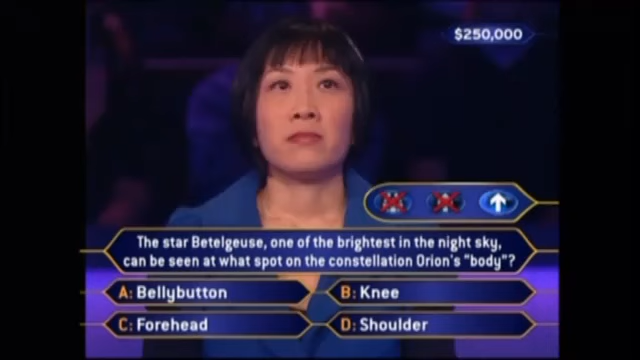 $250,000
The star Betelgeuse, one of the brightest in the night sky,
can be seen at what spot on the constellation Orion's "body"?
A: Bellybutton
B: Knee
C: Forehead
D: Shoulder